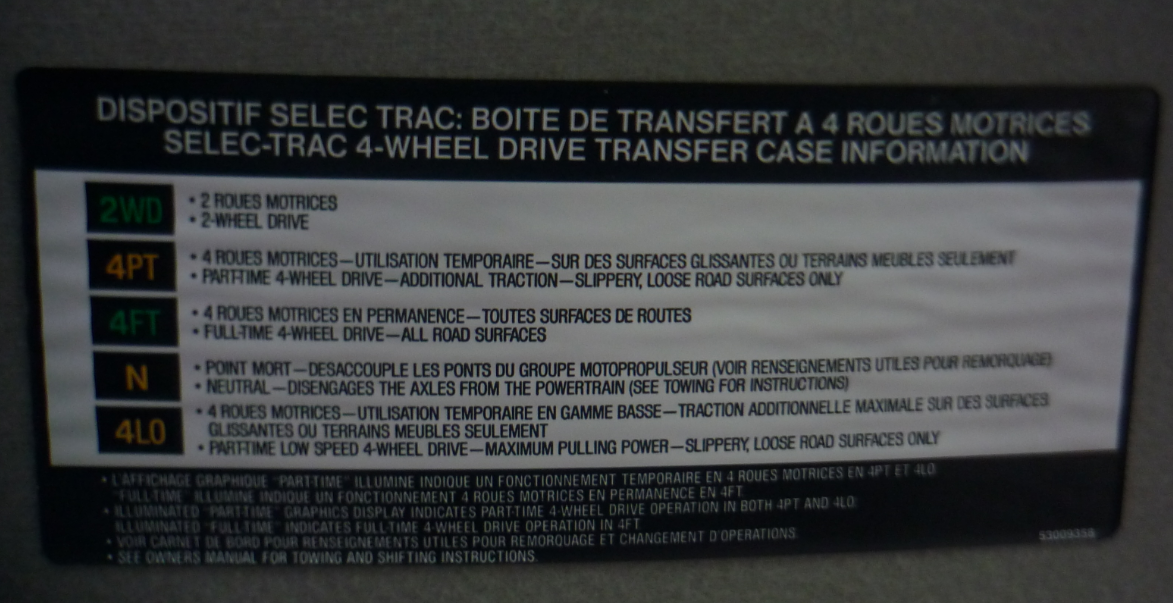 DISPOSITIF SELEC TRAC: BOITE DE TRANSFERT A 4 ROUES MOTRICES
SELEC-TRAC 4-WHEEL DRIVE TRANSFER CASE INFORMATION
2WD
• 2 ROUES MOTRICES
• 2-WHEEL DRIVE
4PT
• 4 ROUES MOTRICES—UTILISATION TEMPORAIRE—SUR DES SURFACES GLISSANTES OU TERRAINS MEUBLES SEULEMENT
• PART-TIME 4-WHEEL DRIVE—ADDITIONAL TRACTION—SLIPPERY, LOOSE ROAD SURFACES ONLY
4FT
• 4 ROUES MOTRICES EN PERMANENCE—TOUTES SURFACES DE ROUTES
• FULL-TIME 4-WHEEL DRIVE—ALL ROAD SURFACES
N
• POINT MORT—DESACCOUPLE LES PONTS DU GROUPE MOTOPROPULSEUR (VOIR RENSEIGNEMENTS UTILES POUR REMORQUAGE)
• NEUTRAL—DISENGAGES THE AXLES FROM THE POWERTRAIN (SEE TOWING FOR INSTRUCTIONS)
4LO
• 4 ROUES MOTRICES—UTILISATION TEMPORAIRE EN GAMME BASSE—TRACTION ADDITIONNELLE MAXIMALE SUR DES SURFACES
GLISSANTES OU TERRAINS MEUBLES SEULEMENT
• PART-TIME LOW SPEED 4-WHEEL DRIVE—MAXIMUM PULLING POWER—SLIPPERY, LOOSE ROAD SURFACES ONLY
• L'AFFICHAGE GRAPHIQUE "PART-TIME" ILLUMINE INDIQUE UN FONCTIONNEMENT TEMPORAIRE EN 4 ROUES MOTRICES EN 4PT ET 4LO
"FULL-TIME" ILLUMINE INDIQUE UN FONCTIONNEMENT 4 ROUES MOTRICES EN PERMANENCE EN 4FT
• ILLUMINATED "PART-TIME" GRAPHICS DISPLAY INDICATES PART-TIME 4-WHEEL DRIVE OPERATION IN BOTH 4PT AND 4LO
ILLUMINATED "FULL-TIME" INDICATES FULL-TIME 4-WHEEL DRIVE OPERATION IN 4FT
• VOIR CARNET DE BORD POUR RENSEIGNEMENTS UTILES POUR REMORQUAGE ET CHANGEMENT D'OPERATIONS.
• SEE OWNERS MANUAL FOR TOWING AND SHIFTING INSTRUCTIONS.
53009358